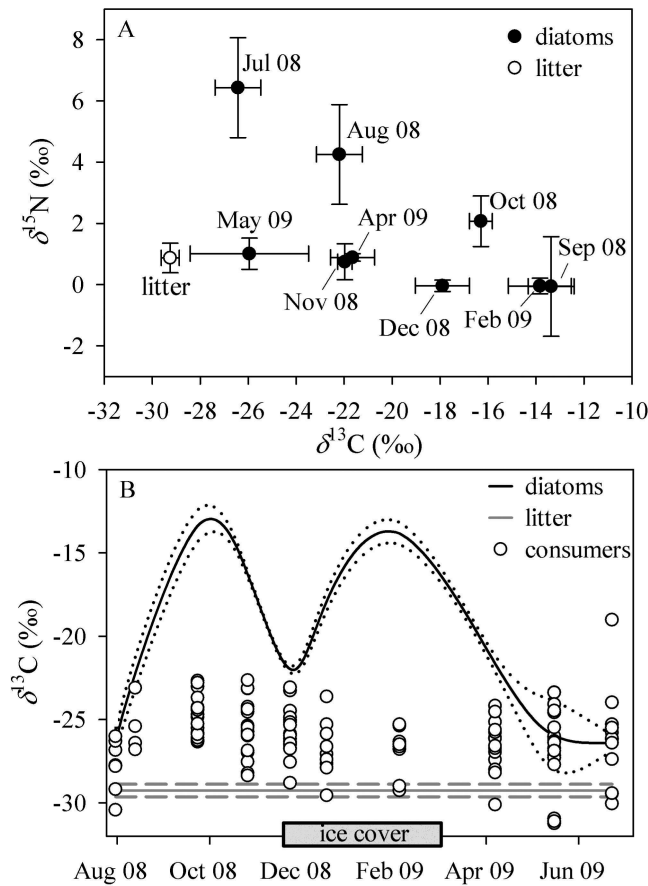 A
diatoms
litter
Jul 08
Aug 08
Oct 08
May 09
Apr 09
Sep 08
litter
Nov 08
Dec 08
Feb 09
8
6
4
2
0
-2
δ15N (‰)
-32 -30 -28 -26 -24 -22 -20 -18 -16 -14 -12 -10
δ13C (‰)
B
diatoms
litter
consumers
-10
-15
-20
-25
-30
δ13C (‰)
ice cover
Aug 08 Oct 08 Dec 08 Feb 09 Apr 09 Jun 09